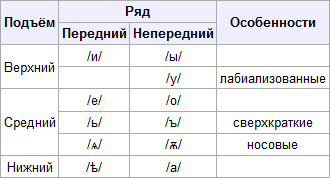 Подъём Ряд Особенности
Передний Непередний
Верхний /и/ /ы/
/у/ лабиализованные
Средний /е/ /о/
/ь/ /ъ/ сверхкраткие
/ѧ/ /ѫ/ носовые
Нижний /ѣ/ /а/